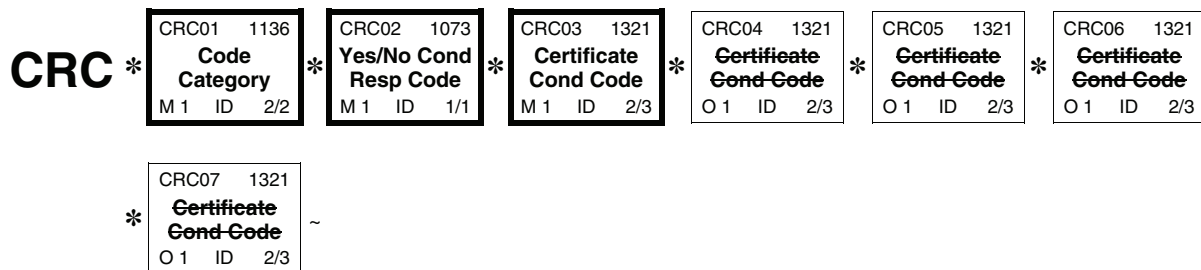 CRC * CRC01 1136 * CRC02 1073 * CRC03 1321 * CRC04 1321 * CRC05 1321 * CRC06 1321
Code Yes/No Cond Certificate Certificate Certificate Certificate
Category Resp Code Cond Code Cond Code Cond Code Cond Code
M 1 ID 2/2 M 1 ID 1/1 M 1 ID 2/3 O 1 ID 2/3 O 1 ID 2/3 O 1 ID 2/3
* CRC07 1321 ~
Certificate
Cond Code
O 1 ID 2/3